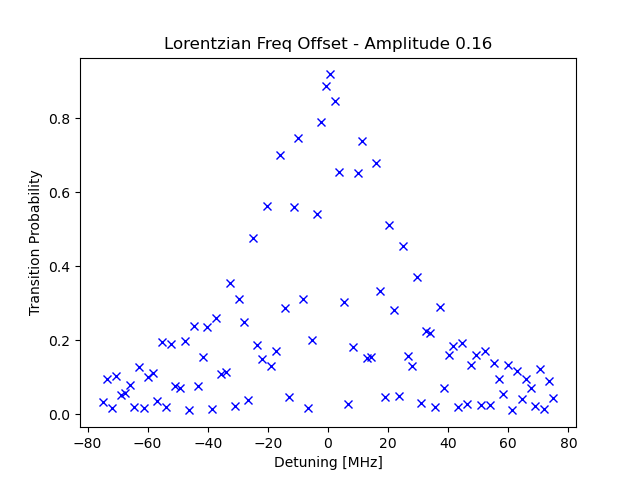 Lorentzian Freq Offset - Amplitude 0.16
Transition Probability
0.8
0.6
0.4
0.2
0.0
−80 −60 −40 −20 0 20 40 60 80
Detuning [MHz]